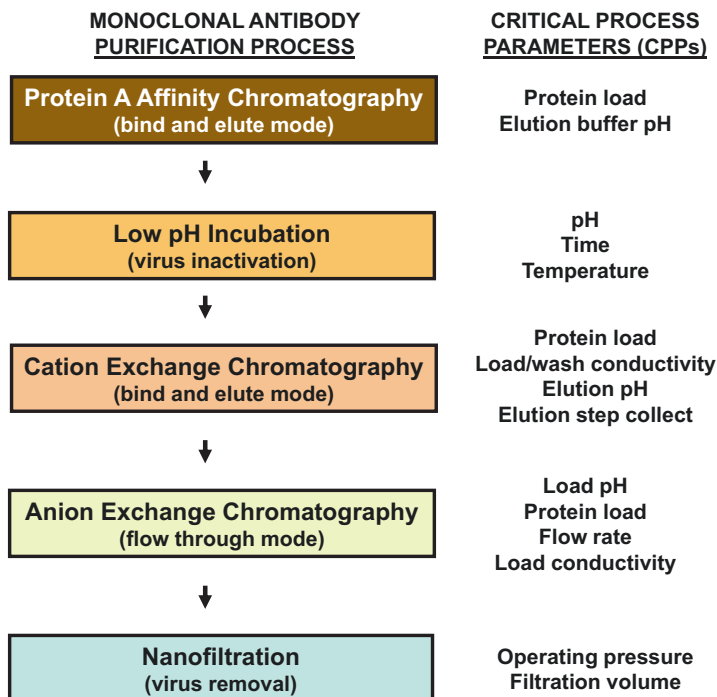 MONOCLONAL ANTIBODY
PURIFICATION PROCESS
CRITICAL PROCESS
PARAMETERS (CPPs)
Protein A Affinity Chromatography
(bind and elute mode)
Protein load
Elution buffer pH
Low pH Incubation
(virus inactivation)
pH
Time
Temperature
Cation Exchange Chromatography
(bind and elute mode)
Protein load
Load/wash conductivity
Elution pH
Elution step collect
Anion Exchange Chromatography
(flow through mode)
Load pH
Protein load
Flow rate
Load conductivity
Nanofiltration
(virus removal)
Operating pressure
Filtration volume